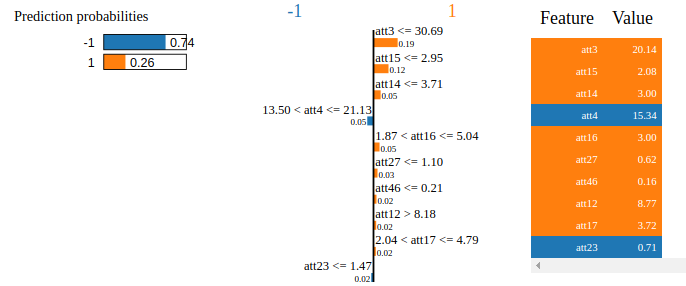 Prediction probabilities
-1 0.74
1 0.26
-1 1
att3 <= 30.69
0.19
att15 <= 2.95
0.12
att14 <= 3.71
0.05
13.50 < att4 <= 21.13
0.05
1.87 < att16 <= 5.04
0.05
att27 <= 1.10
0.03
att46 <= 0.21
0.02
att12 > 8.18
0.02
2.04 < att17 <= 4.79
0.02
att23 <= 1.47
0.02
Feature Value
att3 20.14
att15 2.08
att14 3.00
att4 15.34
att16 3.00
att27 0.62
att46 0.16
att12 8.77
att17 3.72
att23 0.71